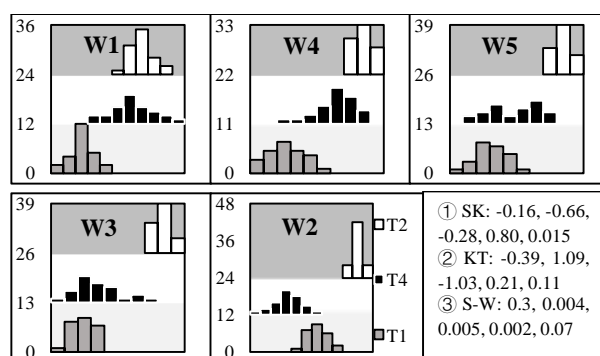 36
24
12
0
W1
33
22
11
0
W4
39
26
13
0
W5
39
26
13
0
W3
48
36
24
12
0
W2
T2
T4
T1
① SK: -0.16, -0.66,
-0.28, 0.80, 0.015
② KT: -0.39, 1.09,
-1.03, 0.21, 0.11
③ S-W: 0.3, 0.004,
0.005, 0.002, 0.07